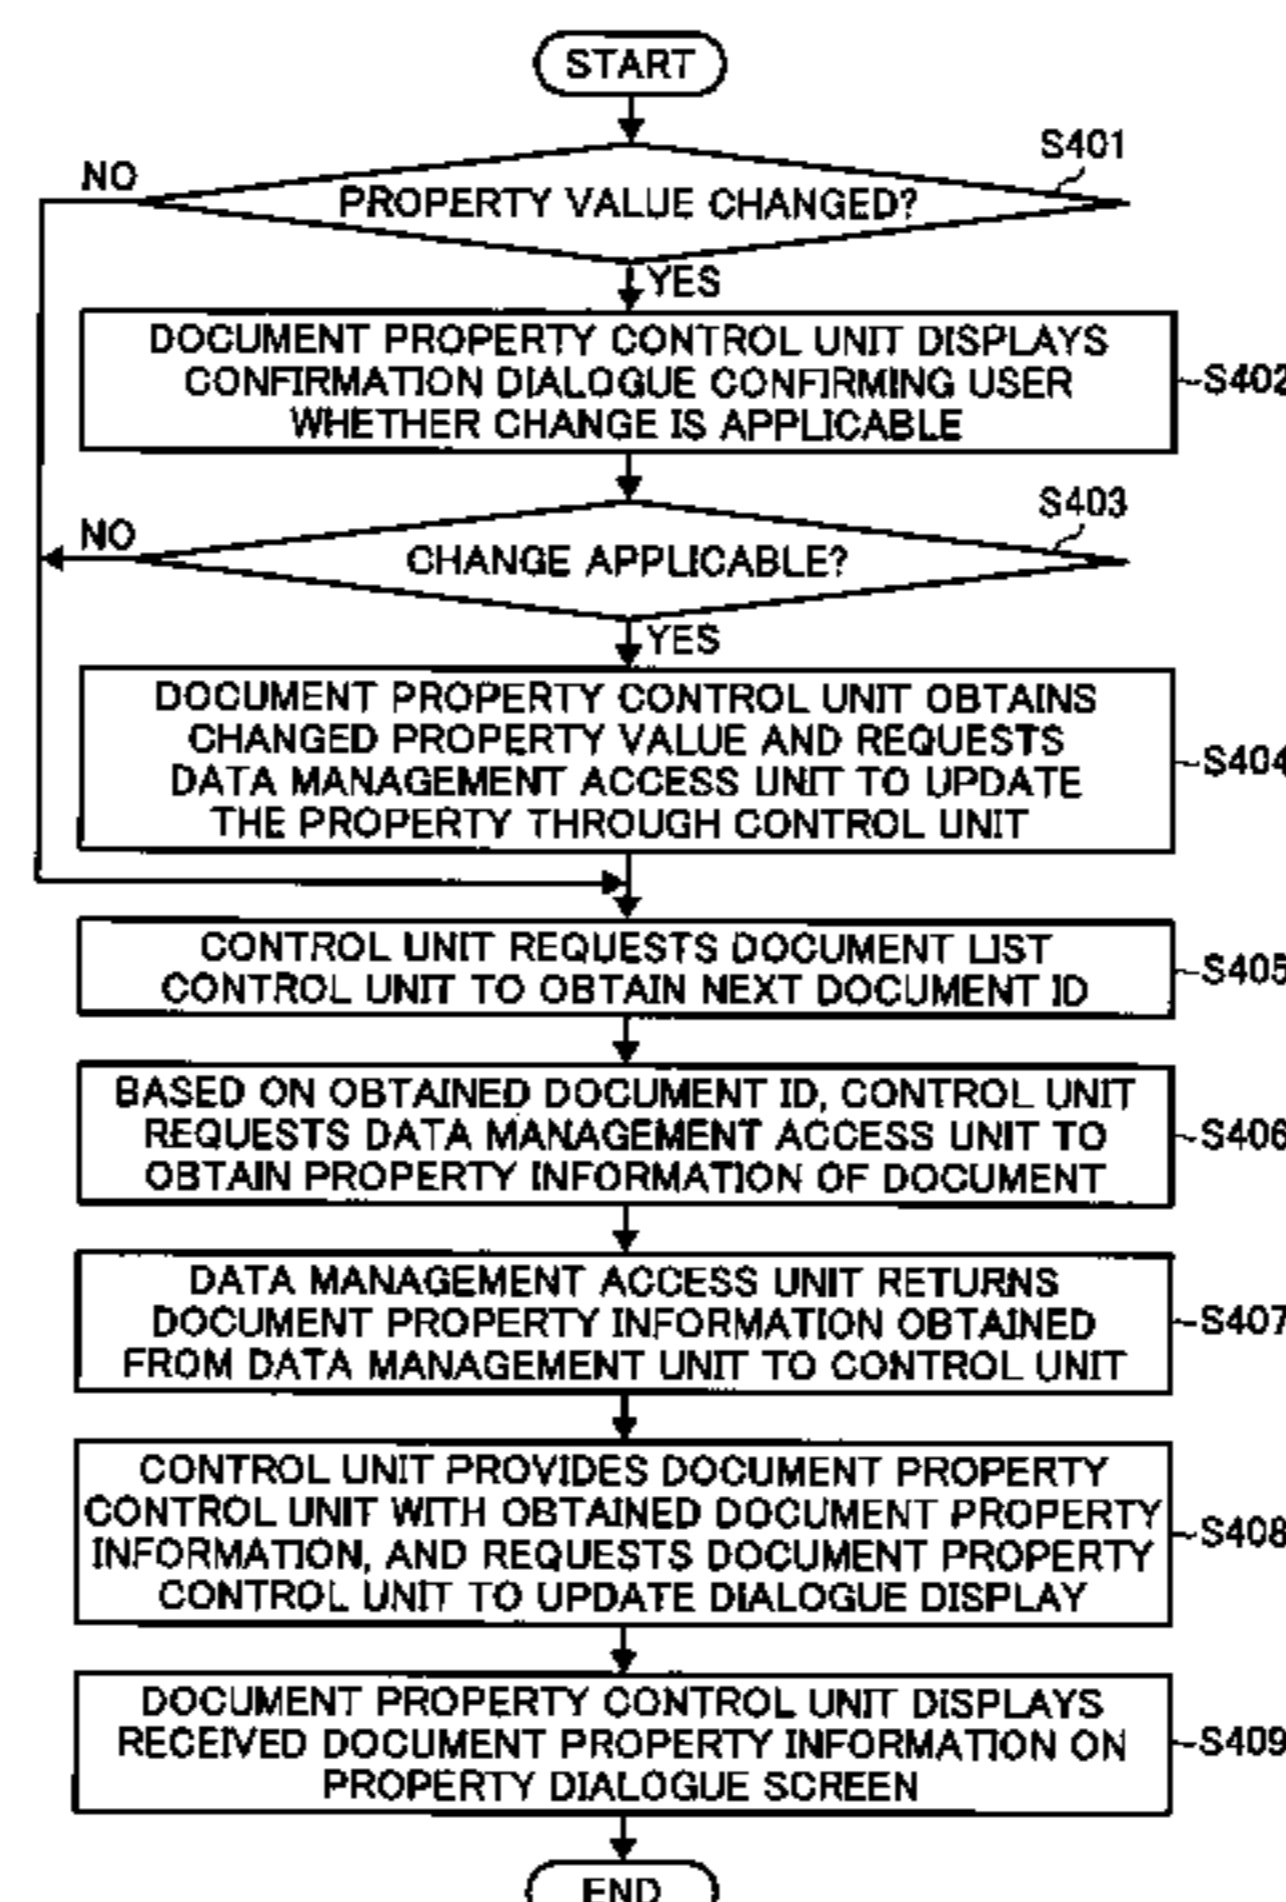 START
S401
NO
PROPERTY VALUE CHANGED?
YES
DOCUMENT PROPERTY CONTROL UNIT DISPLAYS
CONFIRMATION DIALOGUE CONFIRMING USER
WHETHER CHANGE IS APPLICABLE
S402
S403
NO
CHANGE APPLICABLE?
YES
DOCUMENT PROPERTY CONTROL UNIT OBTAINS
CHANGED PROPERTY VALUE AND REQUESTS
DATA MANAGEMENT ACCESS UNIT TO UPDATE
THE PROPERTY THROUGH CONTROL UNIT
S404
CONTROL UNIT REQUESTS DOCUMENT LIST
CONTROL UNIT TO OBTAIN NEXT DOCUMENT ID
S405
BASED ON OBTAINED DOCUMENT ID, CONTROL UNIT
REQUESTS DATA MANAGEMENT ACCESS UNIT TO
OBTAIN PROPERTY INFORMATION OF DOCUMENT
S406
DATA MANAGEMENT ACCESS UNIT RETURNS
DOCUMENT PROPERTY INFORMATION OBTAINED
FROM DATA MANAGEMENT UNIT TO CONTROL UNIT
S407
CONTROL UNIT PROVIDES DOCUMENT PROPERTY
CONTROL UNIT WITH OBTAINED DOCUMENT PROPERTY
INFORMATION, AND REQUESTS DOCUMENT PROPERTY
CONTROL UNIT TO UPDATE DIALOGUE DISPLAY
S408
DOCUMENT PROPERTY CONTROL UNIT DISPLAYS
RECEIVED DOCUMENT PROPERTY INFORMATION ON
PROPERTY DIALOGUE SCREEN
S409
END